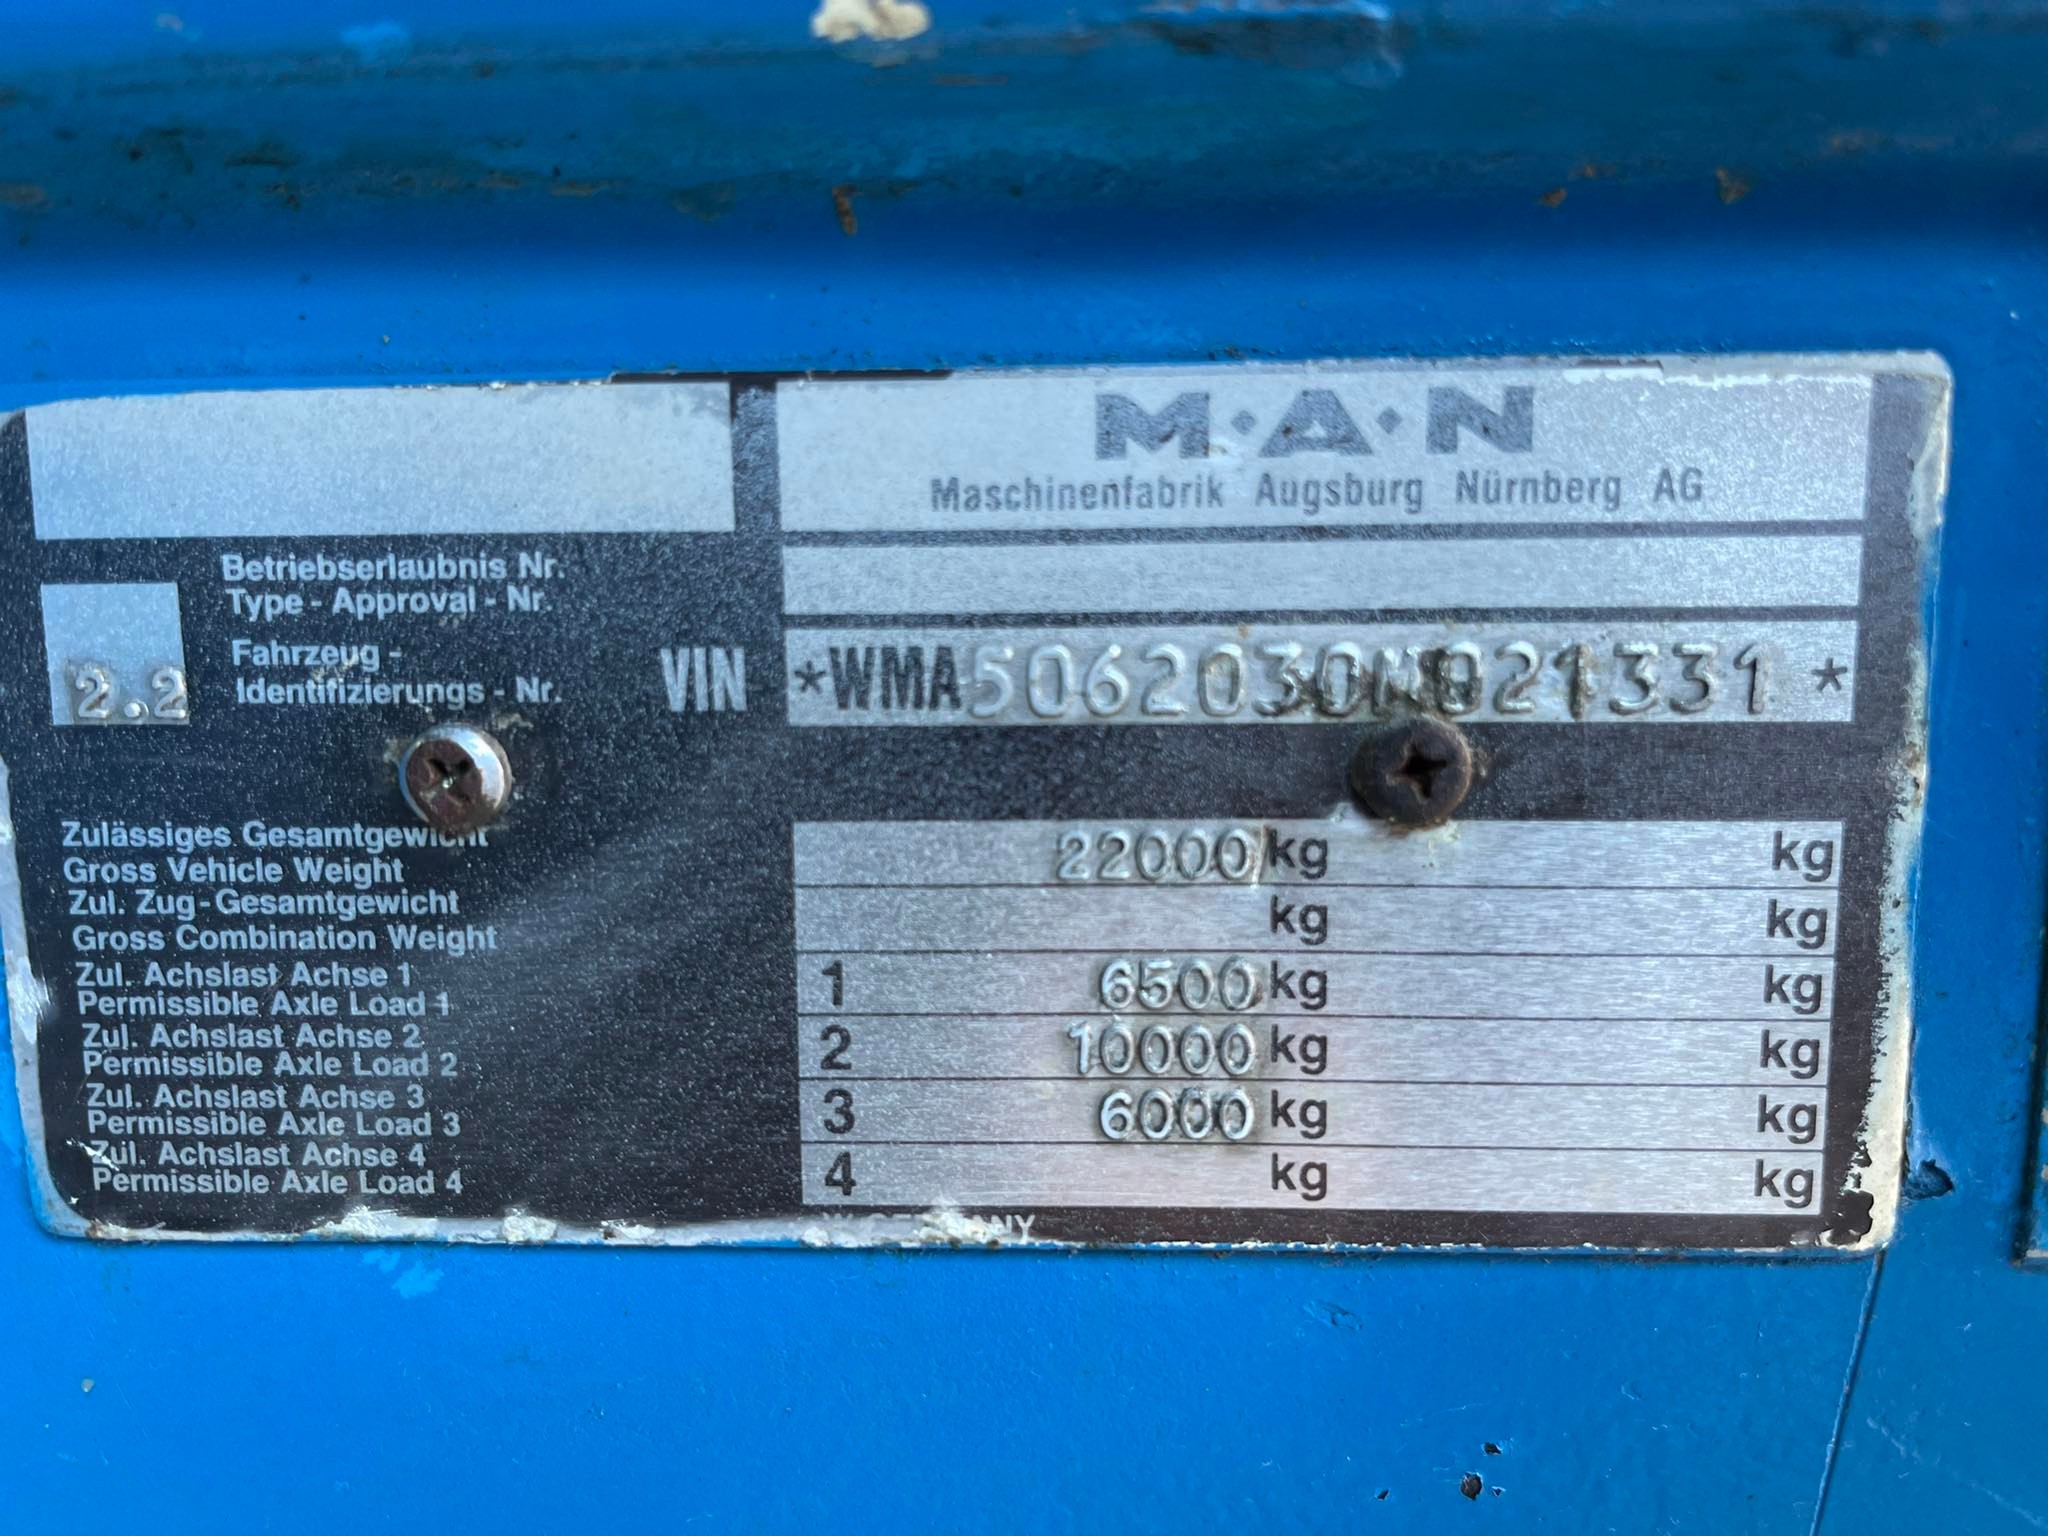 M·A·N
Maschinenfabrik Augsburg Nürnberg AG
Betriebserlaubnis Nr.
Type - Approval - Nr.
2.2
Fahrzeug -
Identifizierungs - Nr.
VIN *WMA5062030M021331*
Zulässiges Gesamtgewicht
Gross Vehicle Weight
22000 kg kg
Zul. Zug-Gesamtgewicht
Gross Combination Weight
kg kg
Zul. Achslast Achse 1
Permissible Axle Load 1
1 6500 kg kg
Zul. Achslast Achse 2
Permissible Axle Load 2
2 10000 kg kg
Zul. Achslast Achse 3
Permissible Axle Load 3
3 6000 kg kg
Zul. Achslast Achse 4
Permissible Axle Load 4
4 kg kg
GERMANY